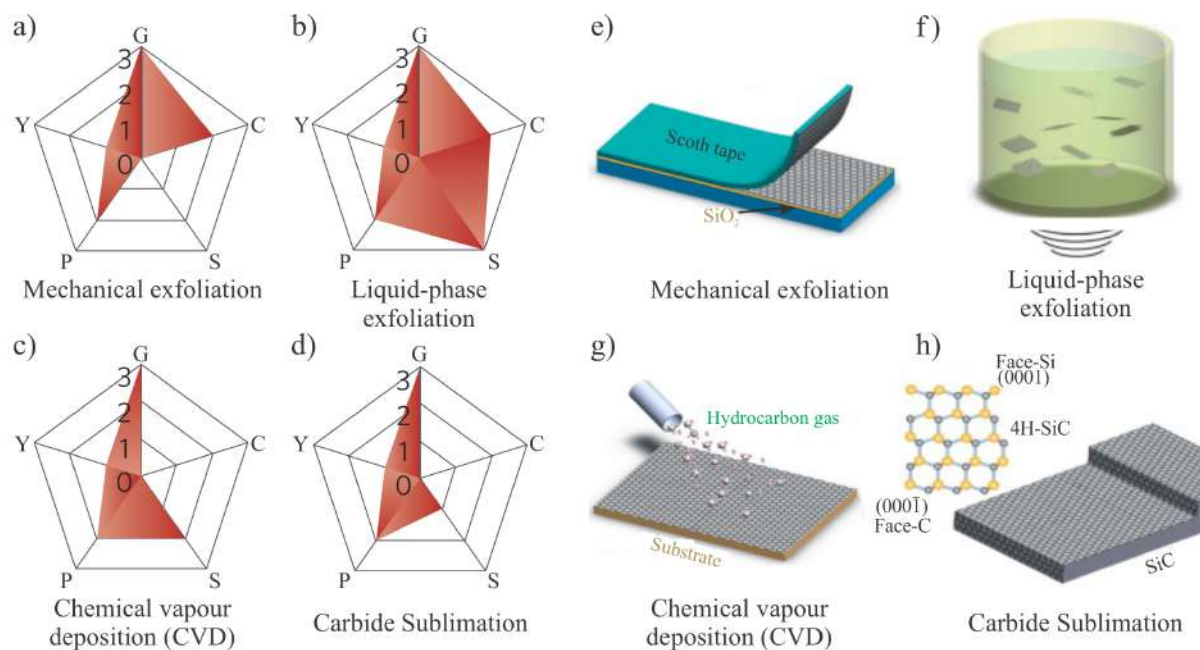 a)
G
3
2
1
0
Y
C
P
S
Mechanical exfoliation
b)
G
3
2
1
0
Y
C
P
S
Liquid-phase
exfoliation
c)
G
3
2
1
0
Y
C
P
S
Chemical vapour
deposition (CVD)
d)
G
3
2
1
0
Y
C
P
S
Carbide Sublimation
e)
Scoth tape
SiO₂
Mechanical exfoliation
f)
Liquid-phase
exfoliation
g)
Hydrocarbon gas
Substrate
Chemical vapour
deposition (CVD)
h)
Face-Si
(0001)
4H-SiC
(0001̅)
Face-C
SiC
Carbide Sublimation